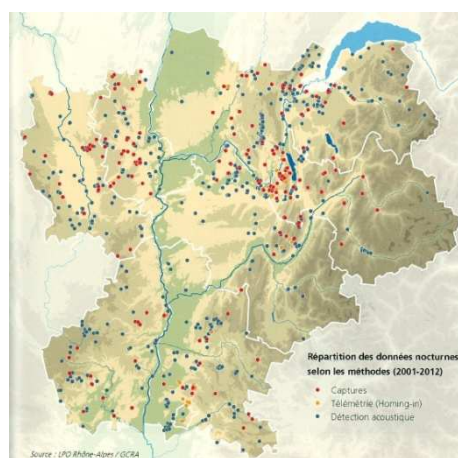 Répartition des données nocturnes
selon les méthodes (2001-2012)
Captures
Télémétrie (Homing-in)
Détection acoustique
Source : LPO Rhône-Alpes / GCRA